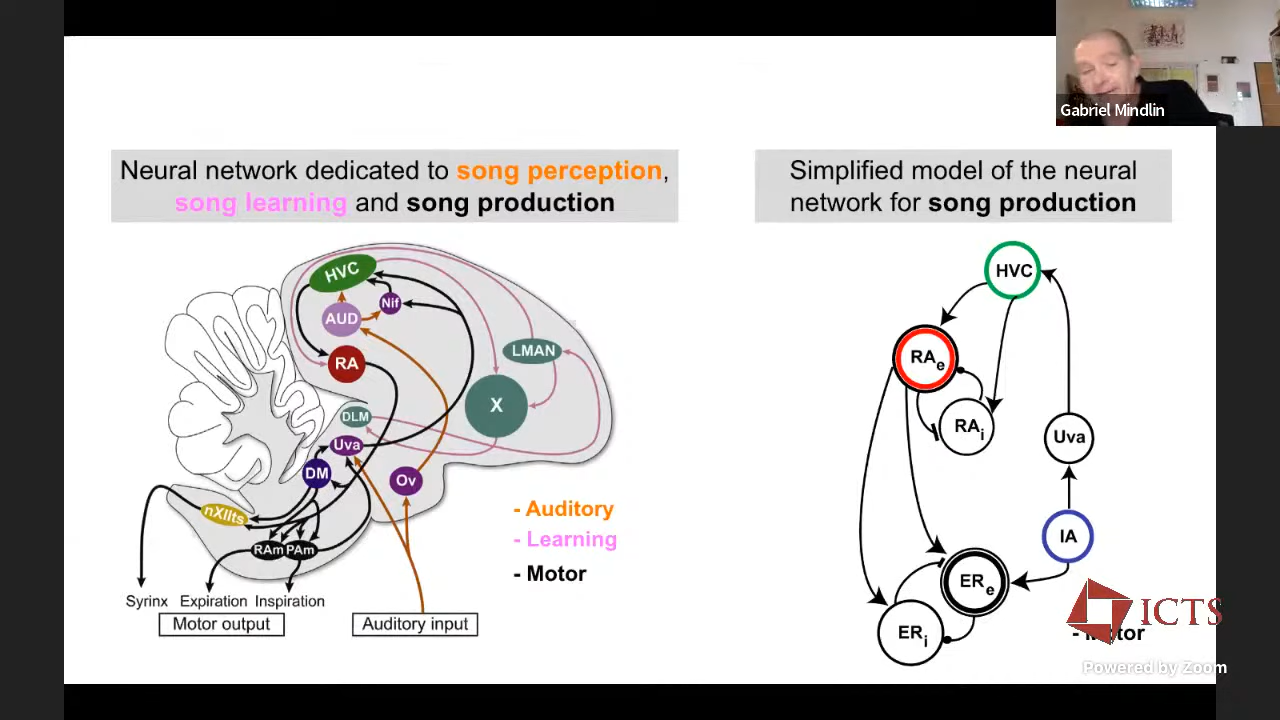 Gabriel Mindlin
Neural network dedicated to song perception,
song learning and song production
Simplified model of the neural
network for song production
HVC
Nif
AUD
RA
LMAN
X
DLM
Uva
DM
Ov
nXIIts
RAm
PAm
- Auditory
- Learning
- Motor
Syrinx
Expiration
Inspiration
Motor output
Auditory input
HVC
RAe
RAi
Uva
IA
ERe
ERi
ICTS
- Motor
Powered by Zoom